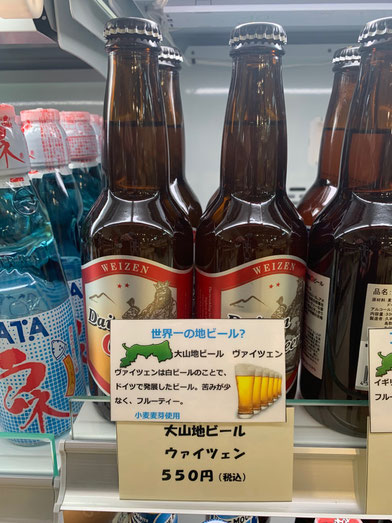 WEIZEN
WEIZEN
Dai
世界一の地ビール?
大山地ビール ヴァイツェン
ヴァイツェンは白ビールのことで、
ドイツで発展したビール。苦みが少
なく、フルーティー。
小麦麦芽使用
大山地ビール
ヴァイツェン
550円(税込)
ATA